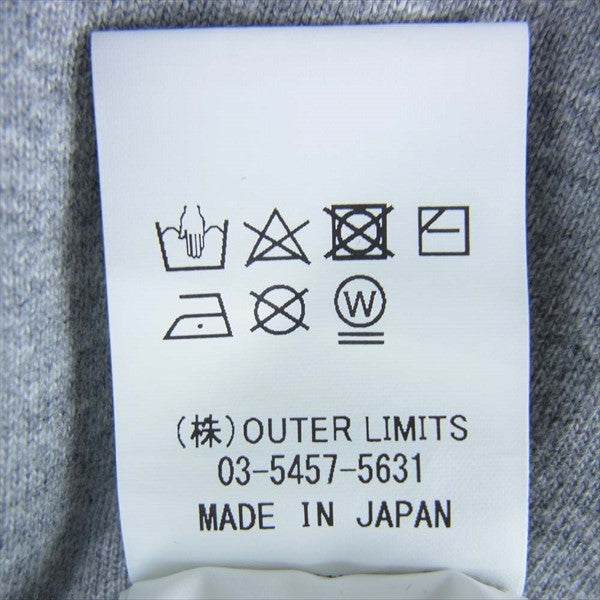 W
(株)OUTER LIMITS
03-5457-5631
MADE IN JAPAN